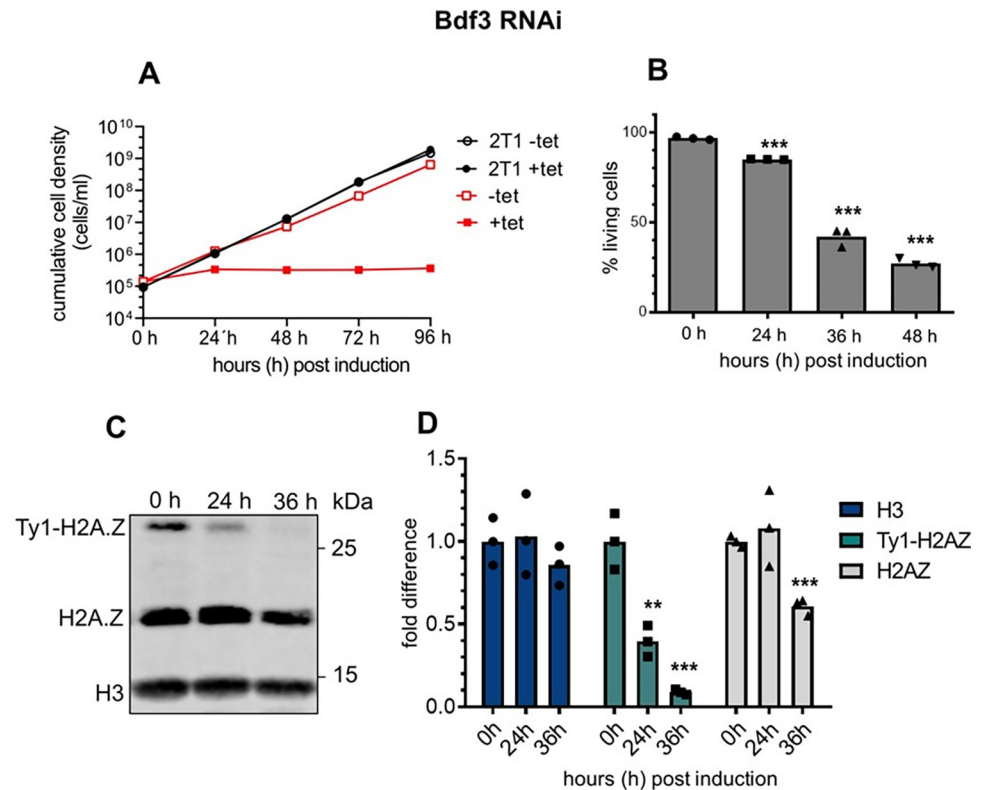 Bdf3 RNAi
A
cumulative cell density
(cells/ml)
10^10
10^9
10^8
10^7
10^6
10^5
10^4
0 h 24 h 48 h 72 h 96 h
hours (h) post induction
2T1 -tet
2T1 +tet
-tet
+tet
B
% living cells
100
50
0
***
***
***
0 h 24 h 36 h 48 h
hours (h) post induction
C
0 h 24 h 36 h kDa
Ty1-H2A.Z
25
H2A.Z
15
H3
D
fold difference
1.5
1.0
0.5
0.0
**
***
***
0h 24h 36h 0h 24h 36h 0h 24h 36h
hours (h) post induction
H3
Ty1-H2AZ
H2AZ